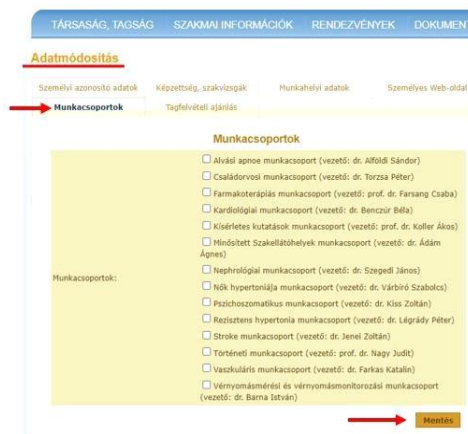 TÁRSASÁG, TAGSÁG SZAKMAI INFORMÁCIÓK RENDEZVÉNYEK DOKUMENT
Adatmódosítás
Személyi azonosító adatok Képzettség, szakvizsgák Munkahelyi adatok Személyes Web-oldal
Munkacsoportok Tagfelvételi ajánlás
Munkacsoportok
Munkacsoportok:
Alvási apnoe munkacsoport (vezető: dr. Alföldi Sándor)
Családorvosi munkacsoport (vezető: dr. Torzsa Péter)
Farmakoterápiás munkacsoport (vezető: prof. dr. Farsang Csaba)
Kardiológiai munkacsoport (vezető: dr. Benczúr Béla)
Kísérletes kutatások munkacsoport (vezető: prof. dr. Koller Ákos)
Minősített Szakellátóhelyek munkacsoport (vezető: dr. Ádám
Ágnes)
Nephrológiai munkacsoport (vezető: dr. Szegedi János)
Nők hypertoniája munkacsoport (vezető: dr. Várbíró Szabolcs)
Pszichoszomatikus munkacsoport (vezető: dr. Kiss Zoltán)
Rezisztens hypertonia munkacsoport (vezető: dr. Légrády Péter)
Stroke munkacsoport (vezető: dr. Jenei Zoltán)
Történeti munkacsoport (vezető: prof. dr. Nagy Judit)
Vaszkuláris munkacsoport (vezető: dr. Farkas Katalin)
Vérnyomásmérési és vérnyomásmonitorozási munkacsoport
(vezető: dr. Barna István)
Mentés